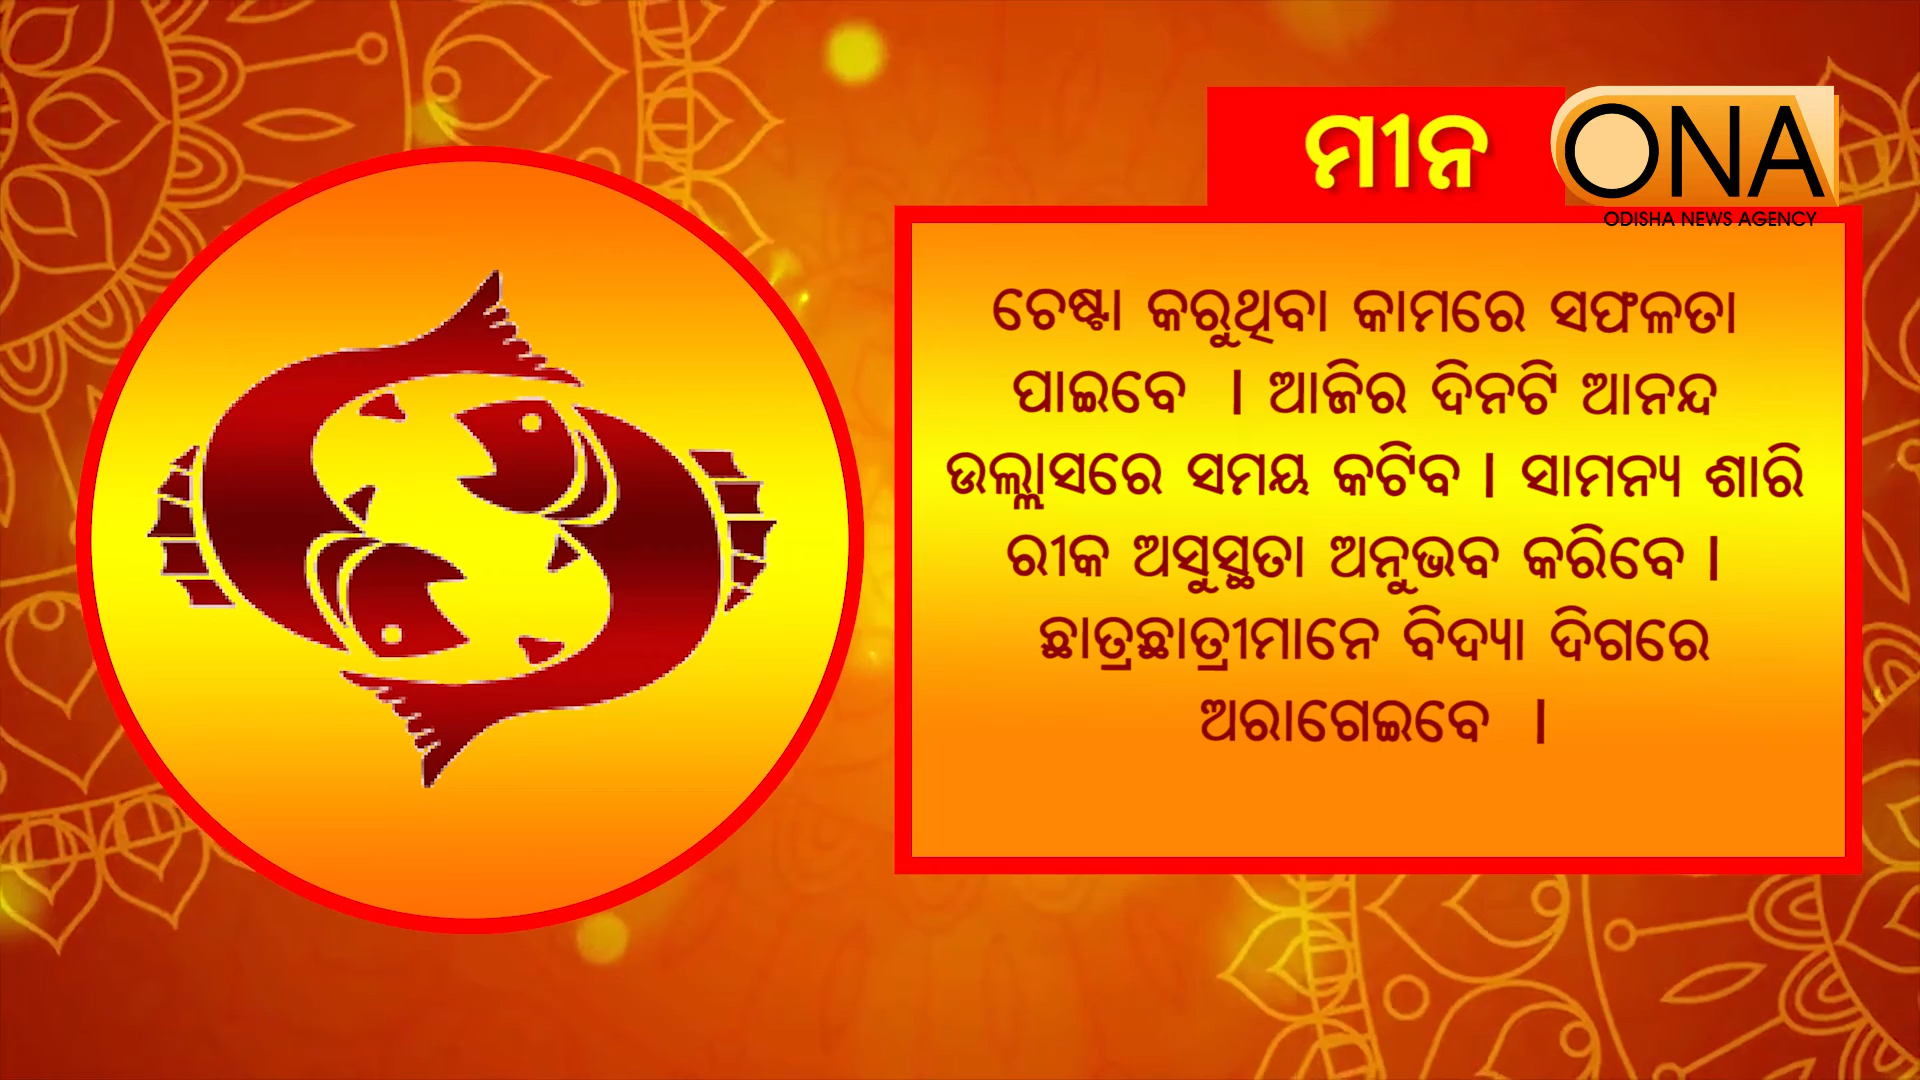 ମୀନ
ONA
ODISHA NEWS AGENCY
ଚେଷ୍ଟା କରୁଥିବା କାମରେ ସଫଳତା
ପାଇବେ । ଆଜିର ଦିନଟି ଆନନ୍ଦ
ଉଲ୍ଲାସରେ ସମୟ କଟିବ । ସାମନ୍ୟ ଶାରି
ରୀକ ଅସୁସ୍ଥତା ଅନୁଭବ କରିବେ ।
ଛାତ୍ରଛାତ୍ରୀମାନେ ବିଦ୍ୟା ଦିଗରେ
ଅରାଗେଇବେ ।